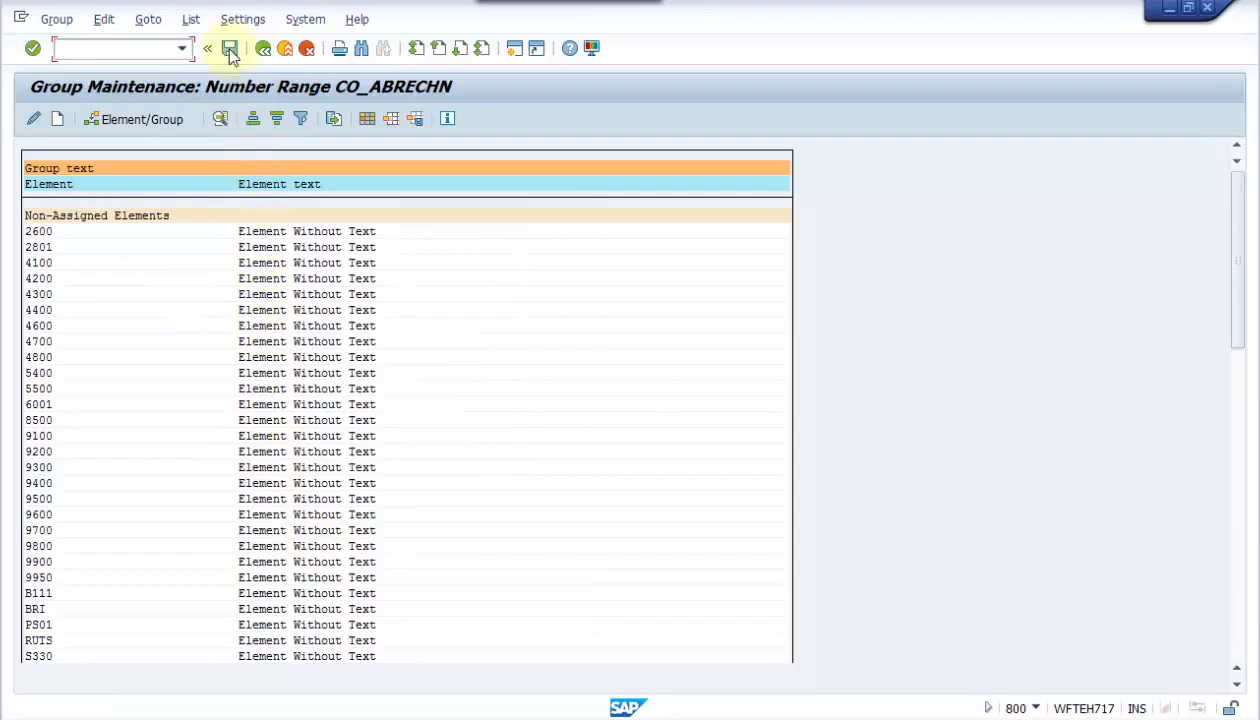 Group Edit Goto List Settings System Help
«
Group Maintenance: Number Range CO_ABRECHN
Element/Group
Group text
Element Element text
Non-Assigned Elements
2600 Element Without Text
2801 Element Without Text
4100 Element Without Text
4200 Element Without Text
4300 Element Without Text
4400 Element Without Text
4600 Element Without Text
4700 Element Without Text
4800 Element Without Text
5400 Element Without Text
5500 Element Without Text
6001 Element Without Text
8500 Element Without Text
9100 Element Without Text
9200 Element Without Text
9300 Element Without Text
9400 Element Without Text
9500 Element Without Text
9600 Element Without Text
9700 Element Without Text
9800 Element Without Text
9900 Element Without Text
9950 Element Without Text
B111 Element Without Text
BRI Element Without Text
PS01 Element Without Text
RUTS Element Without Text
S330 Element Without Text
SAP 800 WFTEH717 INS